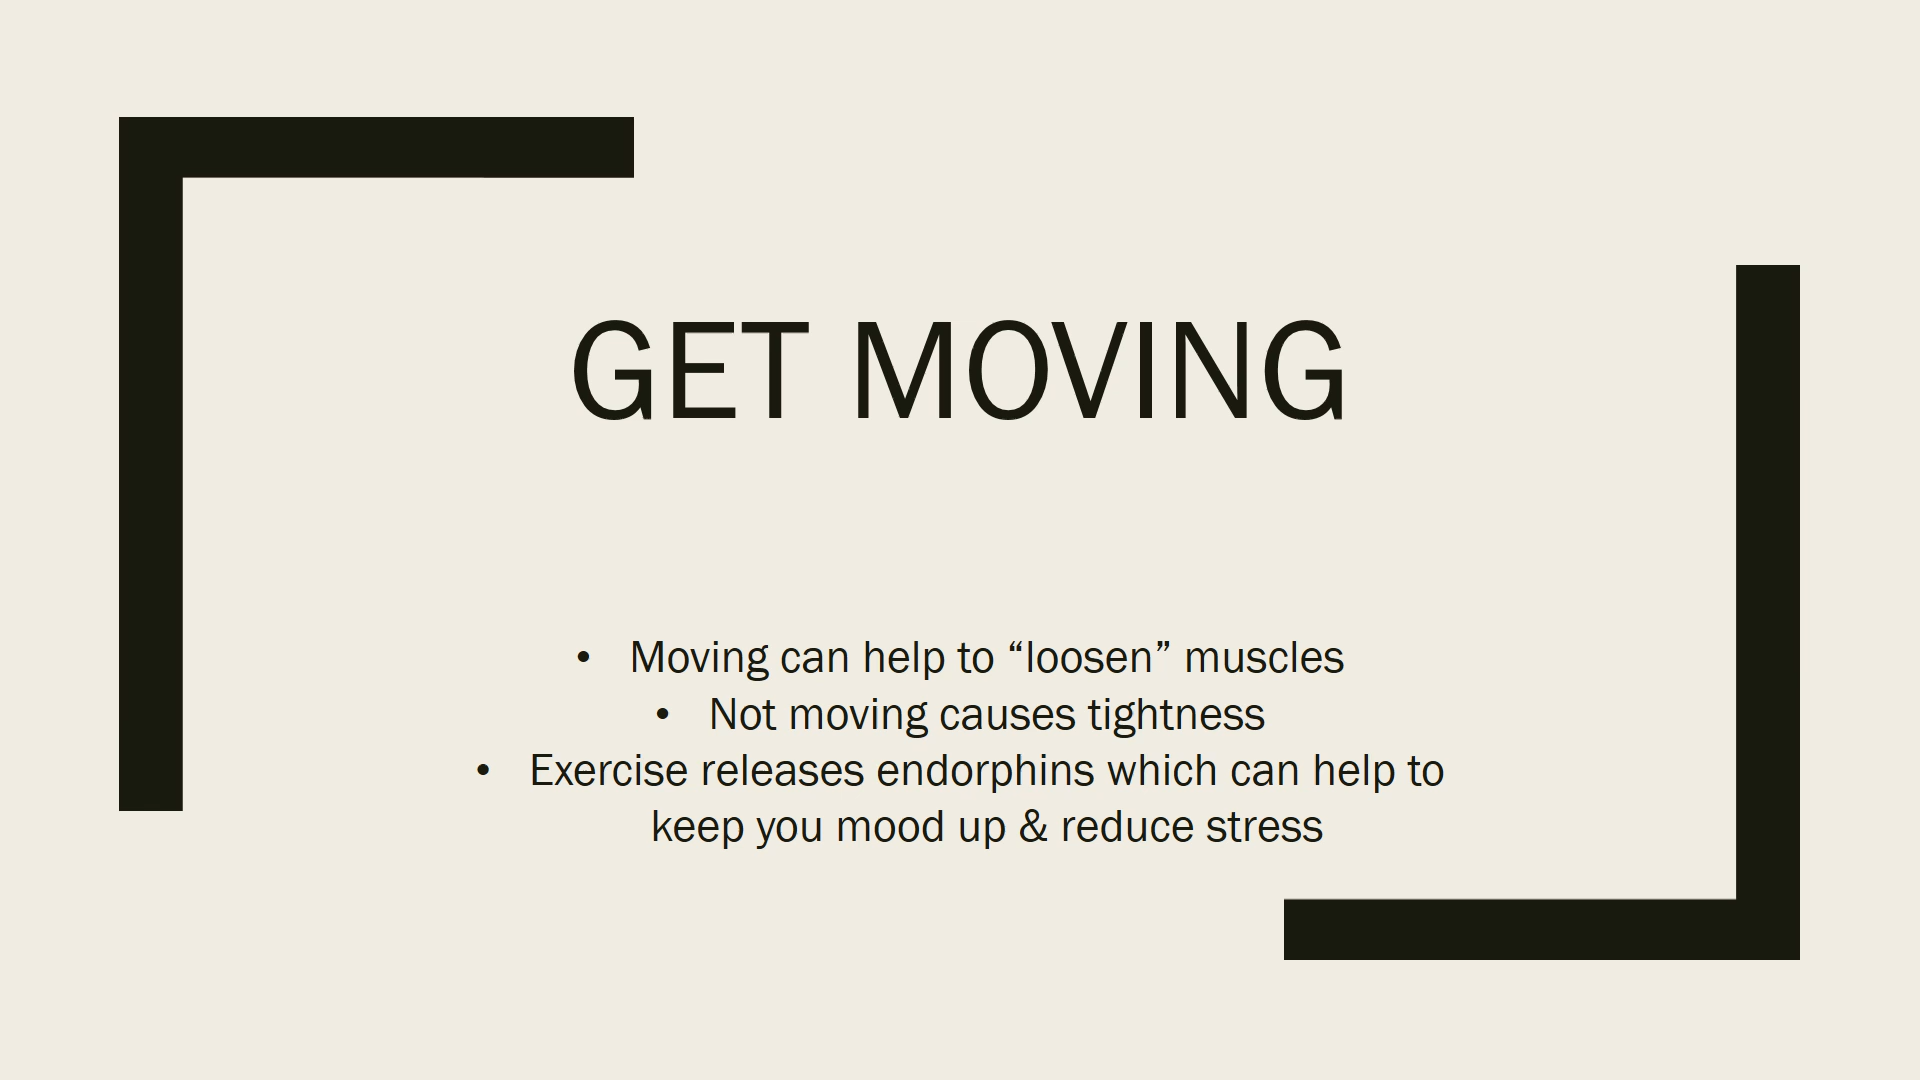 GET MOVING
• Moving can help to “loosen” muscles
• Not moving causes tightness
• Exercise releases endorphins which can help to
keep you mood up & reduce stress